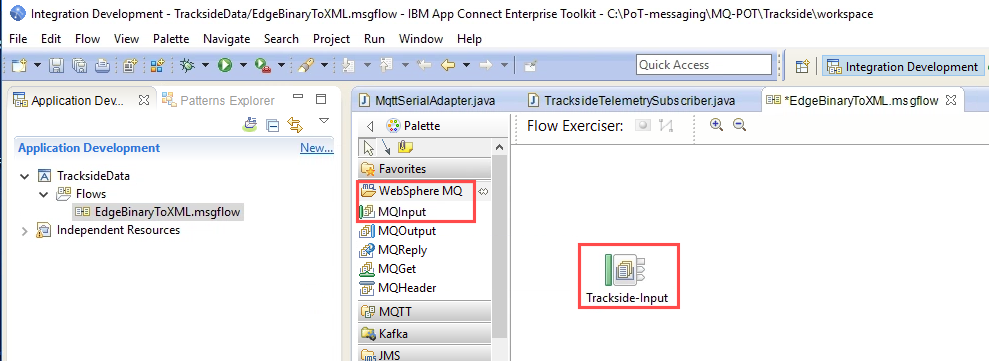 Integration Development - TracksideData/EdgeBinaryToXML.msgflow - IBM App Connect Enterprise Toolkit - C:\PoT-messaging\MQ-POT\Trackside\workspace
File Edit Flow View Palette Navigate Search Project Run Window Help
Quick Access
Integration Development
Application Dev...
Patterns Explorer
Application Development
New...
TracksideData
Flows
EdgeBinaryToXML.msgflow
Independent Resources
MqttSerialAdapter.java
TracksideTelemetrySubscriber.java
*EdgeBinaryToXML.msgflow
Palette
Favorites
WebSphere MQ
MQInput
MQOutput
MQReply
MQGet
MQHeader
MQTT
Kafka
JMS
Flow Exerciser:
Trackside-Input